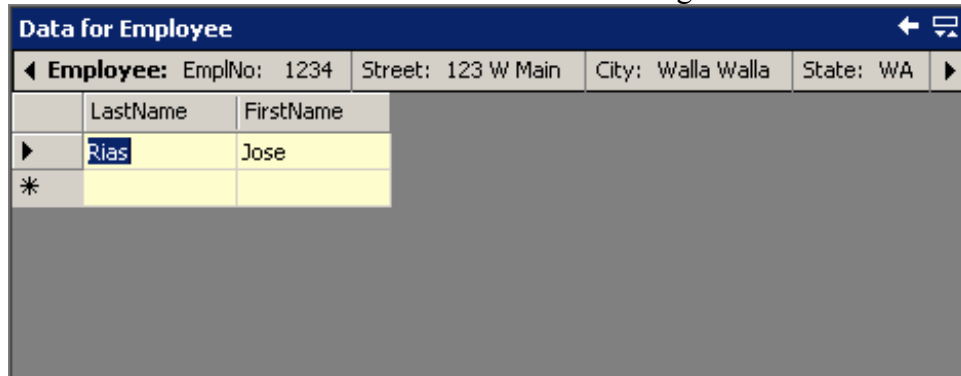 Data for Employee
Employee: EmplNo: 1234 Street: 123 W Main City: Walla Walla State: WA
LastName FirstName
Rias Jose
*